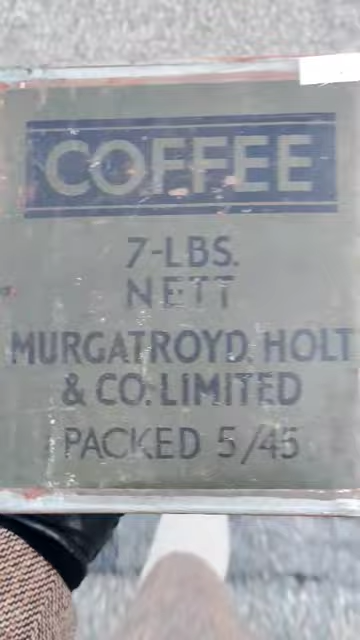 COFFEE
7-LBS.
NETT
MURGATROYD. HOLT
& CO. LIMITED
PACKED 5/45